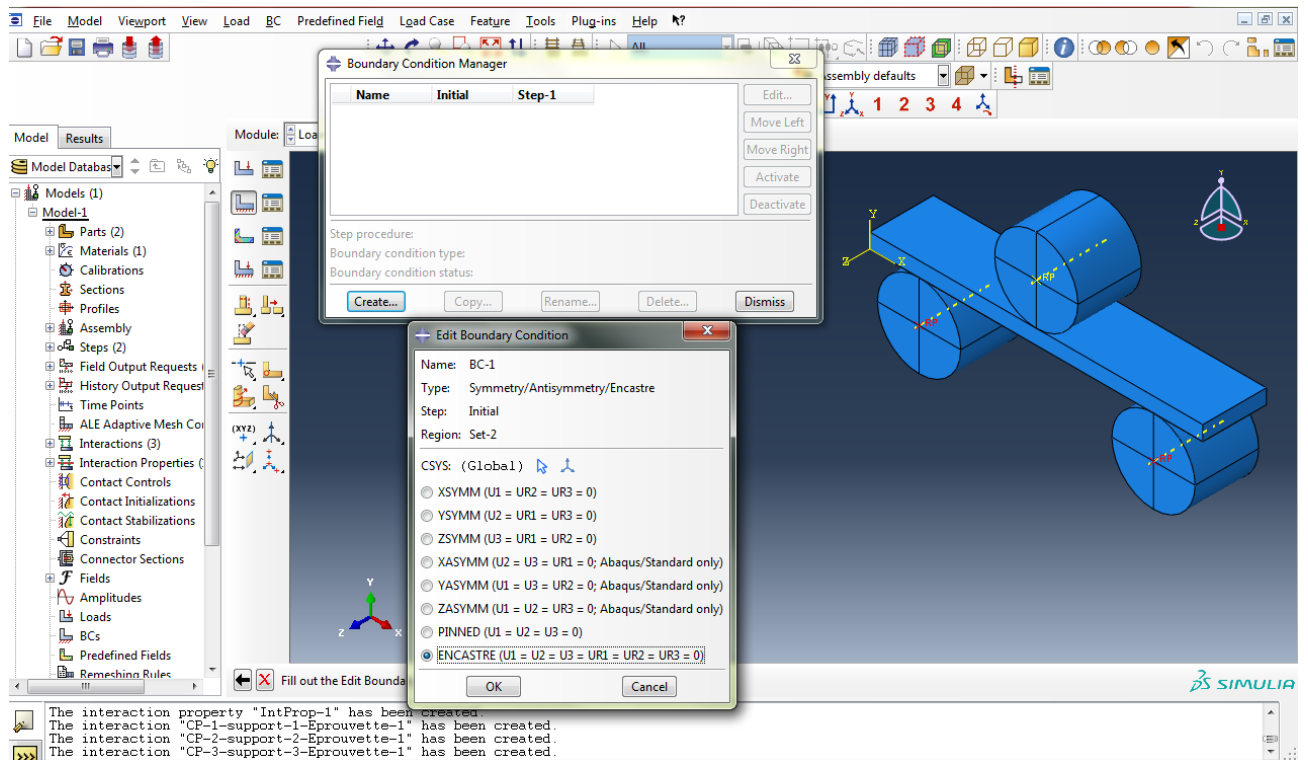 File Model Viewport View Load BC Predefined Field Load Case Feature Tools Plug-ins Help
All
Assembly defaults
1 2 3 4
Boundary Condition Manager
Name Initial Step-1
Edit...
Move Left
Move Right
Activate
Deactivate
Step procedure:
Boundary condition type:
Boundary condition status:
Create... Copy... Rename... Delete... Dismiss
Model Results
Module: Loa
Model Databas
Models (1)
Model-1
Parts (2)
Materials (1)
Calibrations
Sections
Profiles
Assembly
Steps (2)
Field Output Requests (
History Output Request
Time Points
ALE Adaptive Mesh Co
Interactions (3)
Interaction Properties (
Contact Controls
Contact Initializations
Contact Stabilizations
Constraints
Connector Sections
Fields
Amplitudes
Loads
BCs
Predefined Fields
Remeshing Rules
(XYZ)
Edit Boundary Condition
Name: BC-1
Type: Symmetry/Antisymmetry/Encastre
Step: Initial
Region: Set-2
CSYS: (Global)
XSYMM (U1 = UR2 = UR3 = 0)
YSYMM (U2 = UR1 = UR3 = 0)
ZSYMM (U3 = UR1 = UR2 = 0)
XASYMM (U2 = U3 = UR1 = 0; Abaqus/Standard only)
YASYMM (U1 = U3 = UR2 = 0; Abaqus/Standard only)
ZASYMM (U1 = U2 = UR3 = 0; Abaqus/Standard only)
PINNED (U1 = U2 = U3 = 0)
ENCASTRE (U1 = U2 = U3 = UR1 = UR2 = UR3 = 0)
OK Cancel
Y
Z X
Y
Z X
Y
Z X
RP
RP
RP
Fill out the Edit Bounda
SIMULIA
The interaction property "IntProp-1" has been created.
The interaction "CP-1-support-1-Eprouvette-1" has been created.
The interaction "CP-2-support-2-Eprouvette-1" has been created.
The interaction "CP-3-support-3-Eprouvette-1" has been created.
>>>